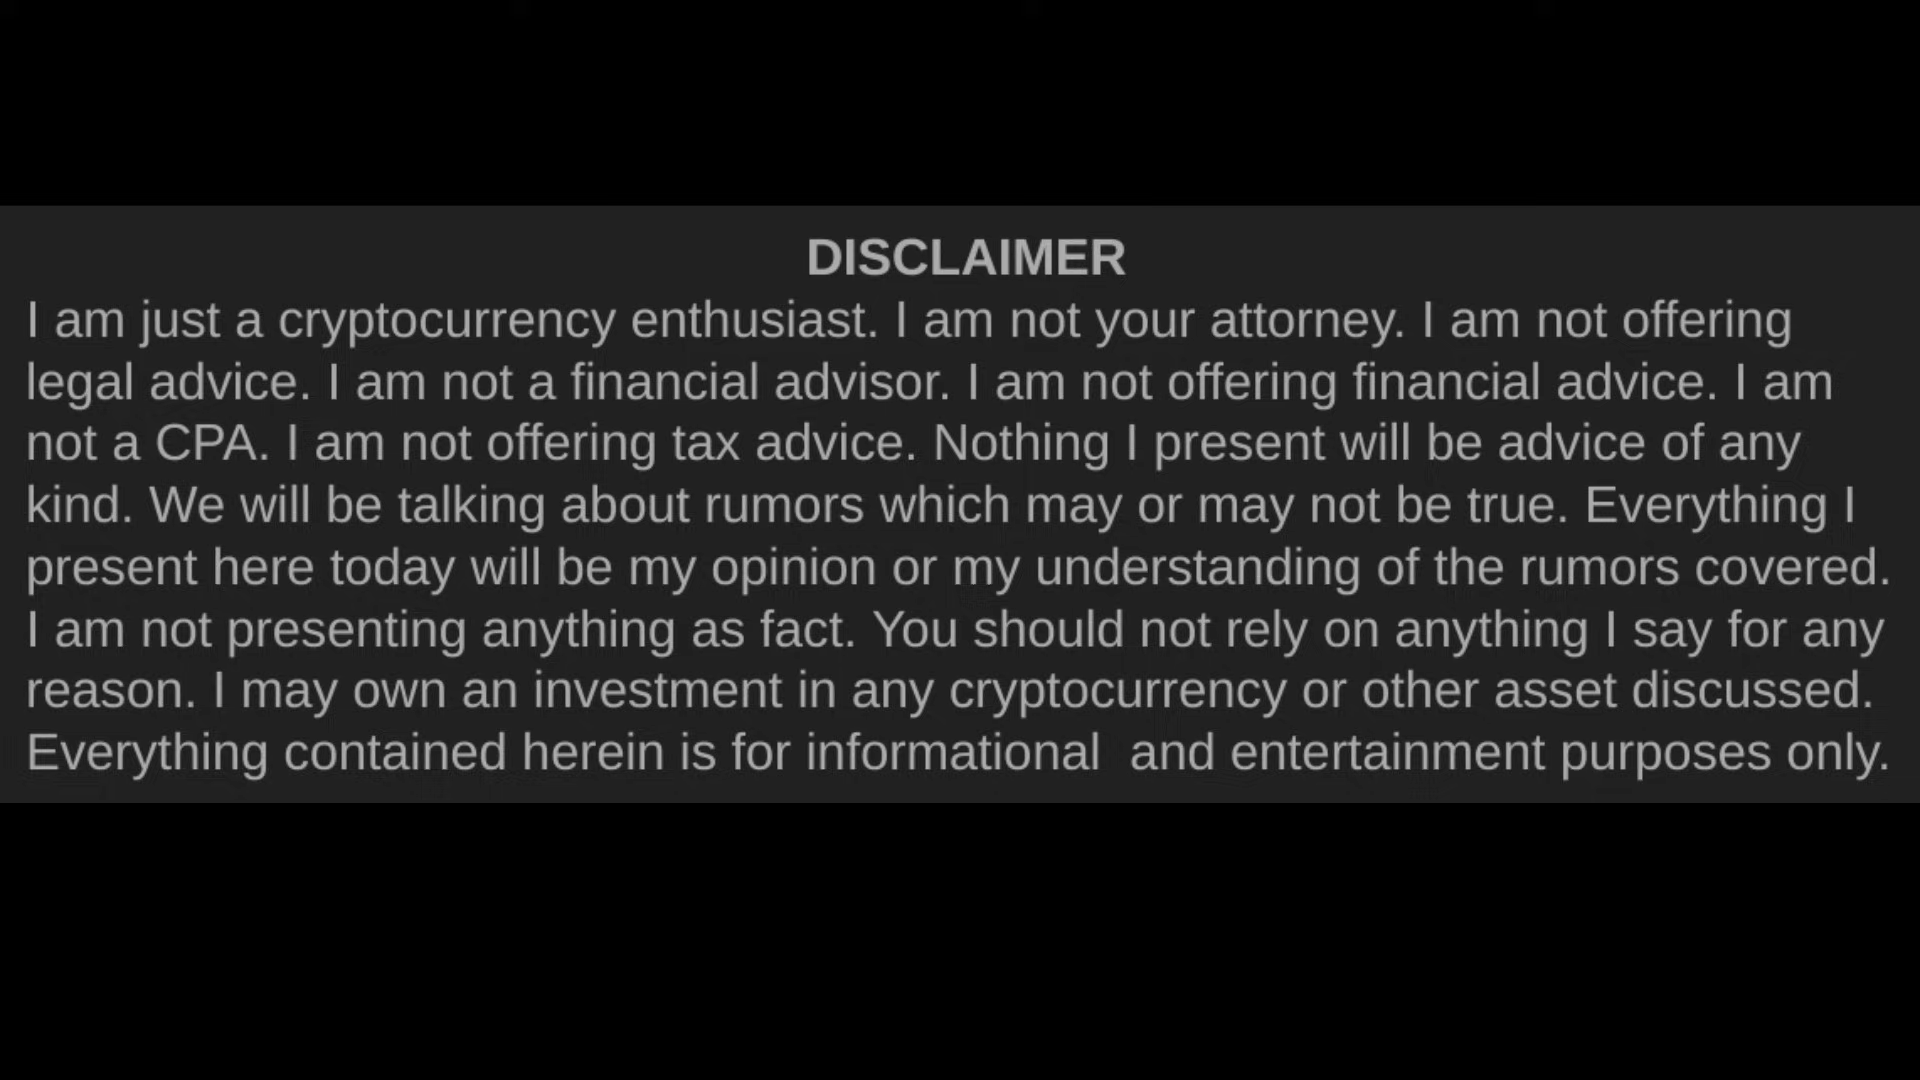 DISCLAIMER
I am just a cryptocurrency enthusiast. I am not your attorney. I am not offering
legal advice. I am not a financial advisor. I am not offering financial advice. I am
not a CPA. I am not offering tax advice. Nothing I present will be advice of any
kind. We will be talking about rumors which may or may not be true. Everything I
present here today will be my opinion or my understanding of the rumors covered.
I am not presenting anything as fact. You should not rely on anything I say for any
reason. I may own an investment in any cryptocurrency or other asset discussed.
Everything contained herein is for informational  and entertainment purposes only.